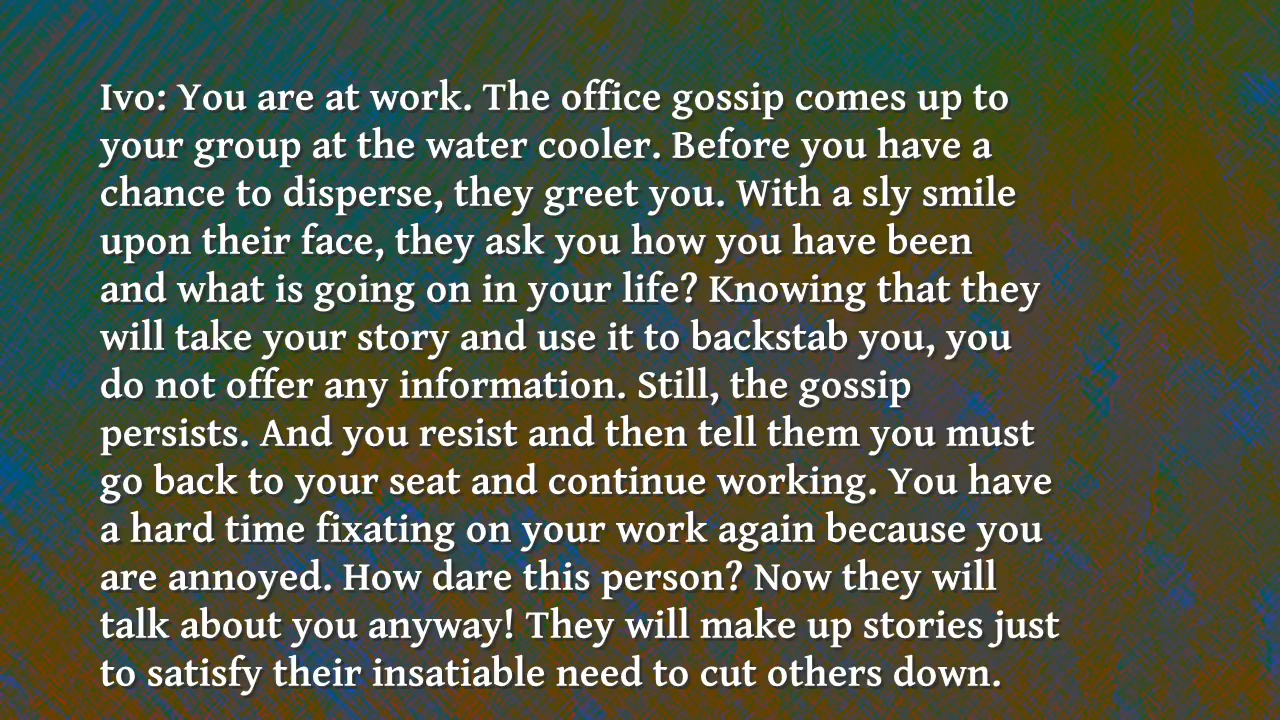 Ivo: You are at work. The office gossip comes up to
your group at the water cooler. Before you have a
chance to disperse, they greet you. With a sly smile
upon their face, they ask you how you have been
and what is going on in your life? Knowing that they
will take your story and use it to backstab you, you
do not offer any information. Still, the gossip
persists. And you resist and then tell them you must
go back to your seat and continue working. You have
a hard time fixating on your work again because you
are annoyed. How dare this person? Now they will
talk about you anyway! They will make up stories just
to satisfy their insatiable need to cut others down.